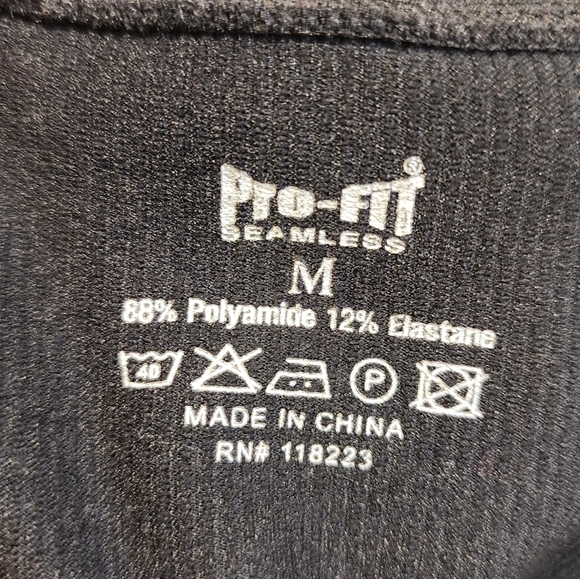 Pro-FIT®
SEAMLESS
M
88% Polyamide 12% Elastane
40 P
MADE IN CHINA
RN# 118223